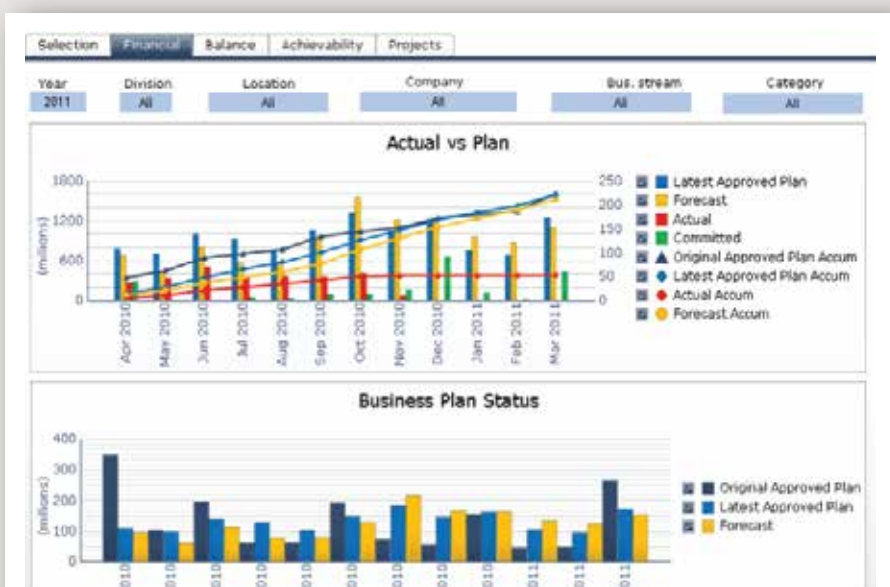 Selection Financial Balance Achievability Projects
Year Division Location Company Bus. stream Category
2011 All All All All All
Actual vs Plan
1800
1200
600
0
(millions)
250
200
150
100
50
0
Latest Approved Plan
Forecast
Actual
Committed
Original Approved Plan Accum
Latest Approved Plan Accum
Actual Accum
Forecast Accum
Apr 2010
May 2010
Jun 2010
Jul 2010
Aug 2010
Sep 2010
Oct 2010
Nov 2010
Dec 2010
Jan 2011
Feb 2011
Mar 2011
Business Plan Status
400
300
200
100
0
(millions)
Original Approved Plan
Latest Approved Plan
Forecast